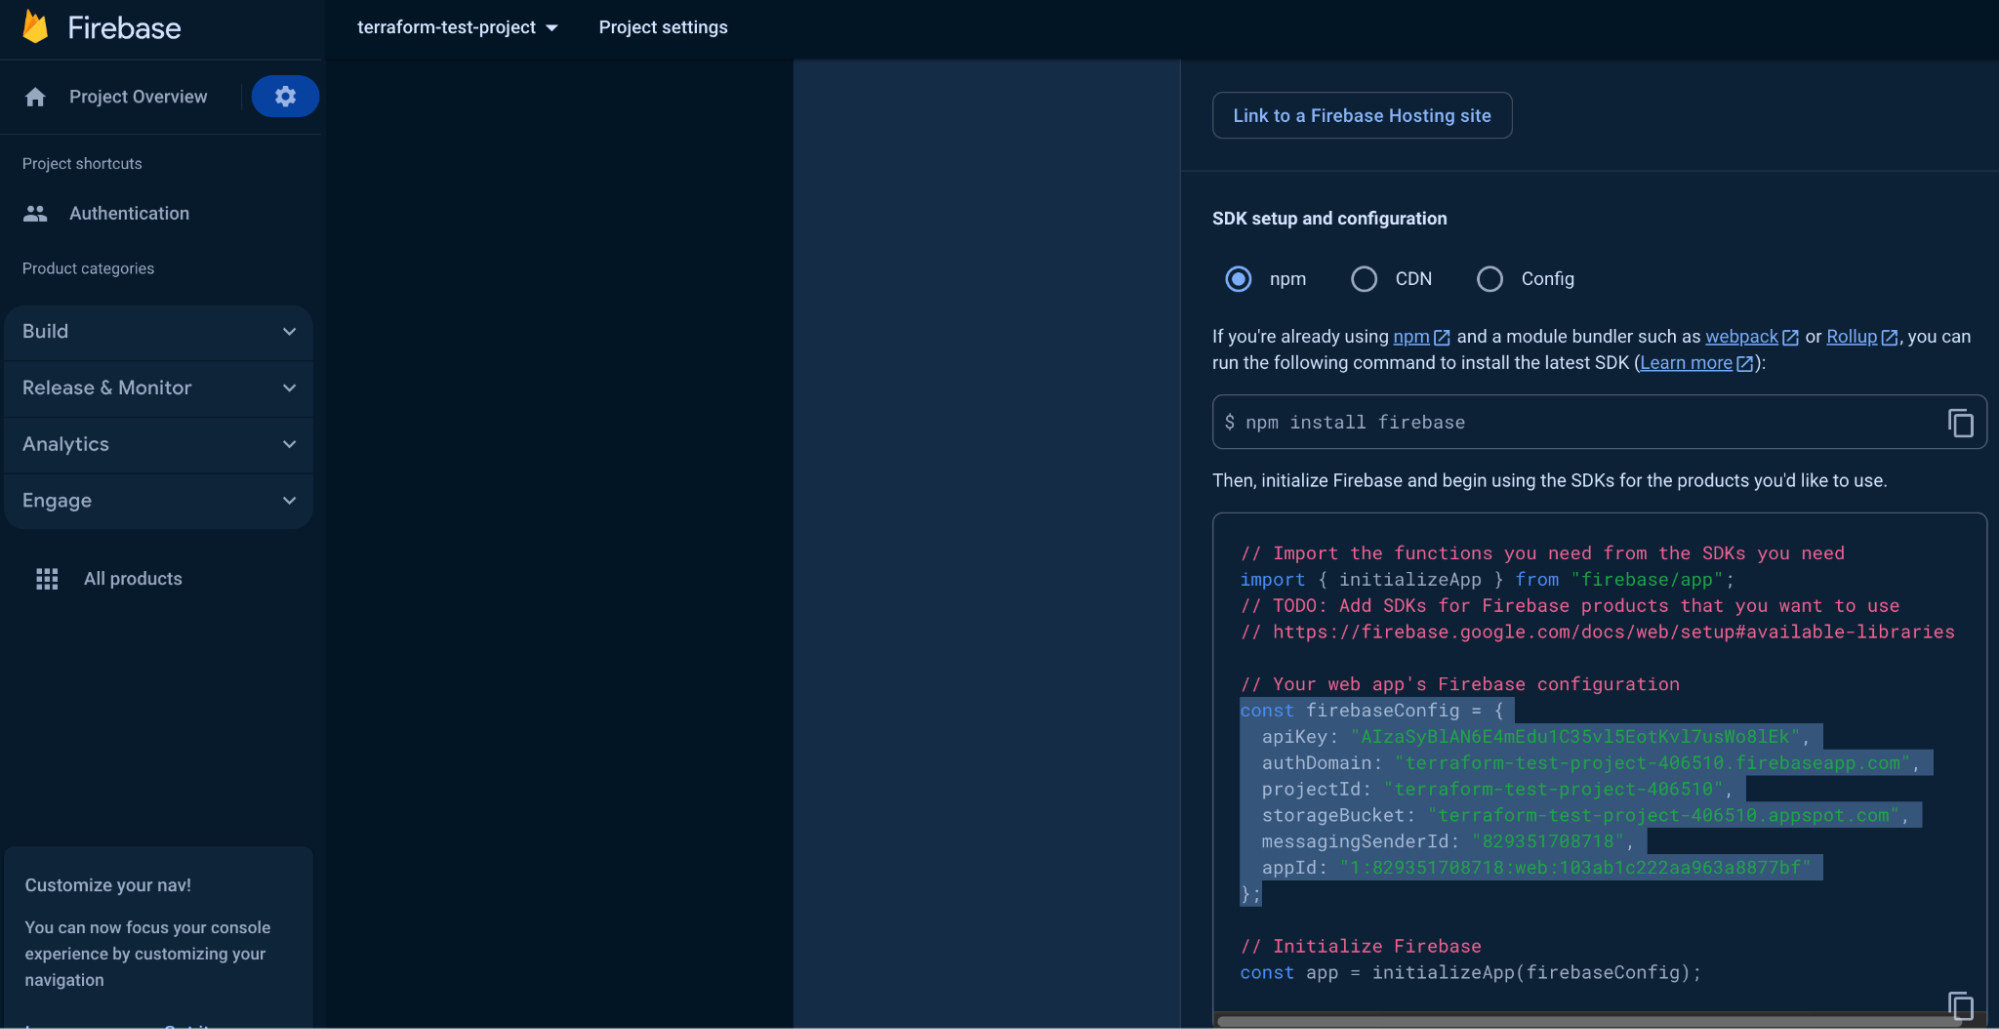 Firebase
terraform-test-project
Project settings
Project Overview
Project shortcuts
Authentication
Product categories
Build
Release & Monitor
Analytics
Engage
All products
Customize your nav!
You can now focus your console
experience by customizing your
navigation
Link to a Firebase Hosting site
SDK setup and configuration
npm
CDN
Config
If you're already using npm and a module bundler such as webpack or Rollup, you can
run the following command to install the latest SDK (Learn more):
$ npm install firebase
Then, initialize Firebase and begin using the SDKs for the products you'd like to use.
// Import the functions you need from the SDKs you need
import { initializeApp } from "firebase/app";
// TODO: Add SDKs for Firebase products that you want to use
// https://firebase.google.com/docs/web/setup#available-libraries
// Your web app's Firebase configuration
const firebaseConfig = {
apiKey: "AIzaSyBlAN6E4mEdu1C35vl5EotKvl7usWo8lEk",
authDomain: "terraform-test-project-406510.firebaseapp.com",
projectId: "terraform-test-project-406510",
storageBucket: "terraform-test-project-406510.appspot.com",
messagingSenderId: "829351708718",
appId: "1:829351708718:web:103ab1c222aa963a8877bf"
};
// Initialize Firebase
const app = initializeApp(firebaseConfig);